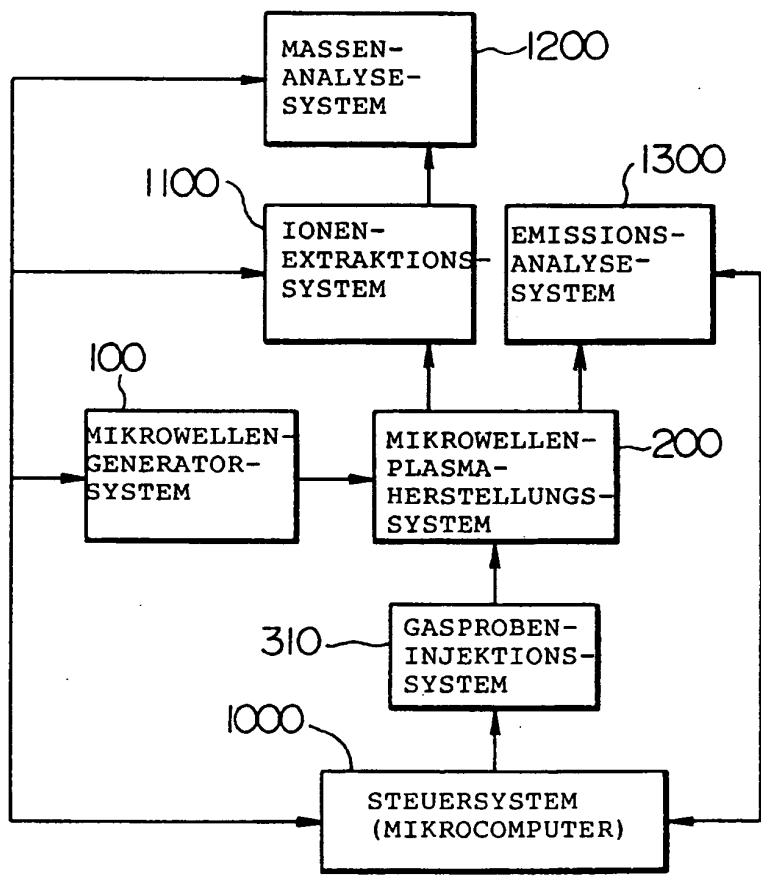 MASSEN-
ANALYSE-
SYSTEM
1200
1100
IONEN-
EXTRAKTIONS-
SYSTEM
1300
EMISSIONS-
ANALYSE-
SYSTEM
100
MIKROWELLEN-
GENERATOR-
SYSTEM
MIKROWELLEN-
PLASMA-
HERSTELLUNGS-
SYSTEM
200
310
GASPROBEN-
INJEKTIONS-
SYSTEM
1000
STEUERSYSTEM
(MIKROCOMPUTER)